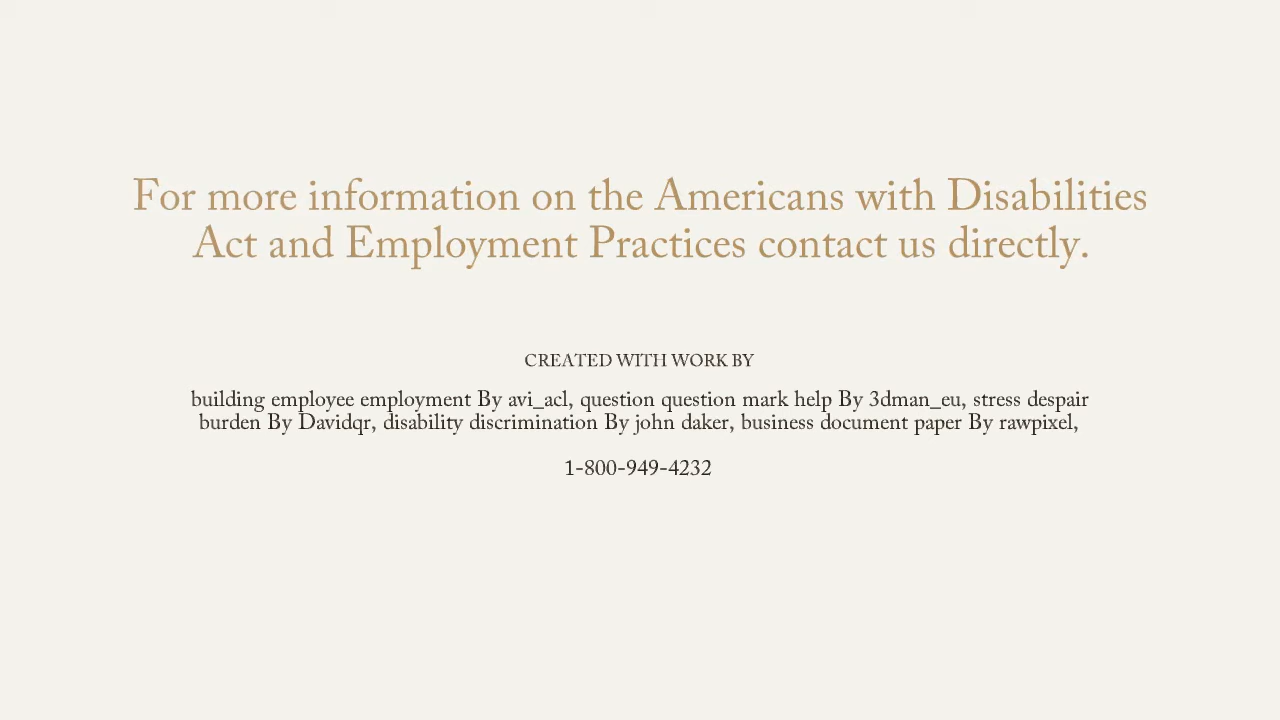 For more information on the Americans with Disabilities
Act and Employment Practices contact us directly.
CREATED WITH WORK BY
building employee employment By avi_acl, question question mark help By 3dman_eu, stress despair
burden By Davidqr, disability discrimination By john daker, business document paper By rawpixel,
1-800-949-4232